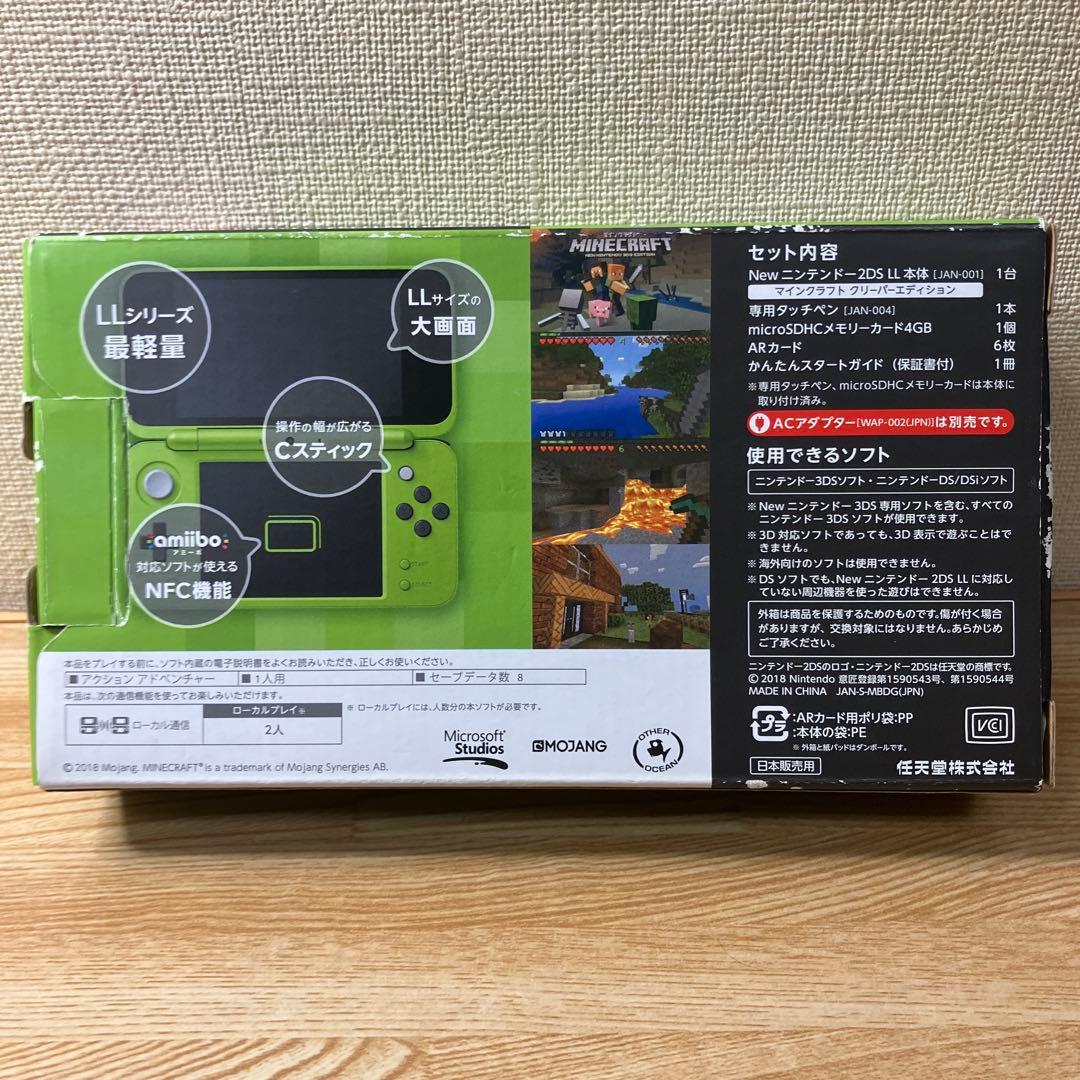 LLシリーズ
最軽量
LLサイズの
大画面
操作の幅が広がる
Cスティック
amiibo
アミーボ
対応ソフトが使える
NFC機能
START
SELECT
MINECRAFT
NEW NINTENDO 3DS EDITION
セット内容
New ニンテンドー2DS LL 本体 [JAN-001] 1台
マインクラフト クリーパーエディション
専用タッチペン [JAN-004] 1本
microSDHCメモリーカード4GB 1個
ARカード 6枚
かんたんスタートガイド（保証書付） 1冊
※専用タッチペン、microSDHCメモリーカードは本体に
取り付け済み。
ACアダプター[WAP-002(JPN)]は別売です。
使用できるソフト
ニンテンドー3DSソフト・ニンテンドーDS/DSiソフト
※New ニンテンドー 3DS 専用ソフトを含む、すべての
ニンテンドー 3DS ソフトが使用できます。
※3D 対応ソフトであっても、3D 表示で遊ぶことはで
きません。
※海外向けのソフトは使用できません。
※DS ソフトでも、New ニンテンドー 2DS LL に対応し
ていない周辺機器を使った遊びはできません。
外箱は商品を保護するためのものです。傷が付く場合
がありますが、交換対象にはなりません。あらかじめ
ご了承ください。
ニンテンドー2DSのロゴ・ニンテンドー2DSは任天堂の商標です。
© 2018 Nintendo 意匠登録第1590543号、第1590544号
MADE IN CHINA JAN-S-MBDG(JPN)
プラ
:ARカード用ポリ袋:PP
:本体の袋:PE
※外箱と紙パッドはダンボールです。
VCCI
日本販売用
任天堂株式会社
本品をプレイする前に、ソフト内蔵の電子説明書をよくお読みいただき、正しくお使いください。
■アクション アドベンチャー ■1人用 ■セーブデータ数 8
本品は、次の通信機能を使ってお楽しみいただけます。
ローカル通信
ローカルプレイ※
2人
※ ローカルプレイには、人数分の本ソフトが必要です。
Microsoft®
Studios
MOJANG
OTHER
OCEAN
© 2018 Mojang. MINECRAFT® is a trademark of Mojang Synergies AB.